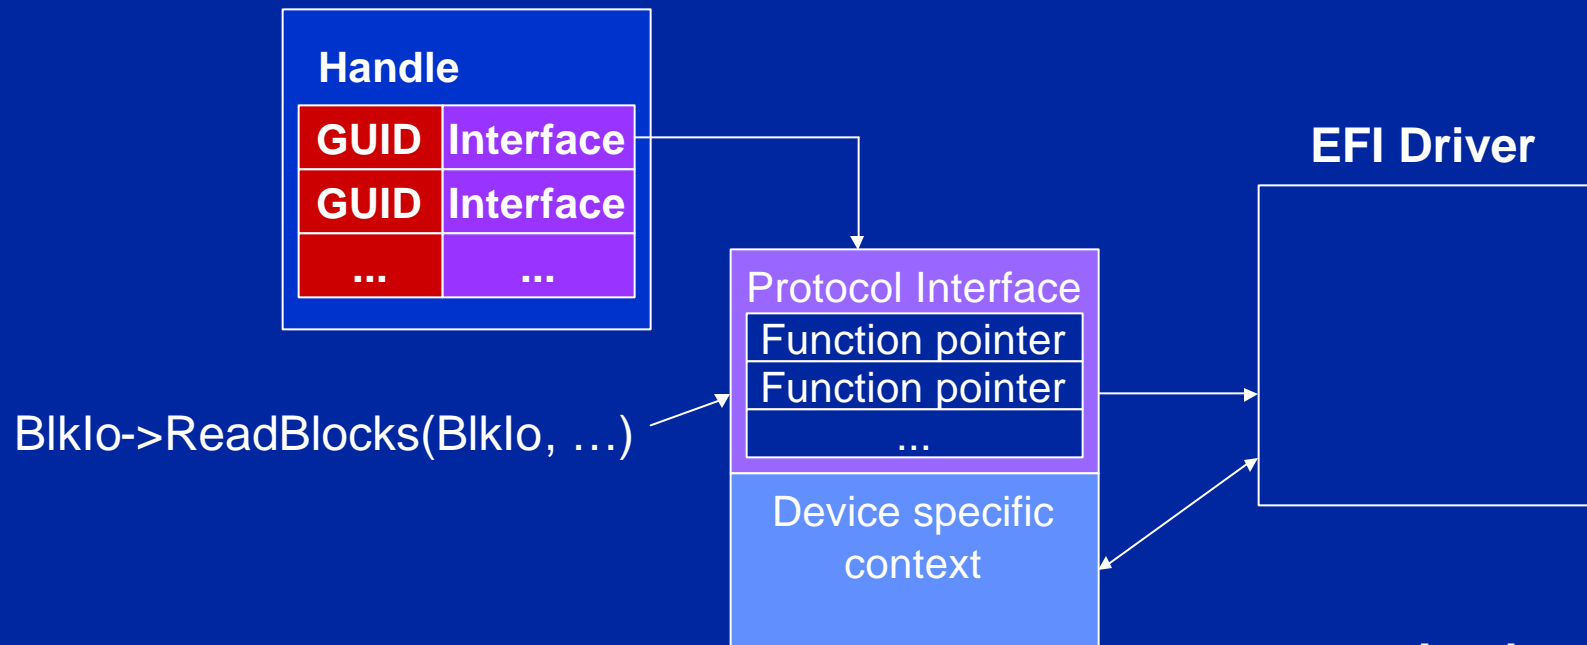 Handle
GUID Interface
GUID Interface
... ...
EFI Driver
Protocol Interface
Function pointer
Function pointer
...
BlkIo->ReadBlocks(BlkIo, …)
Device specific
context